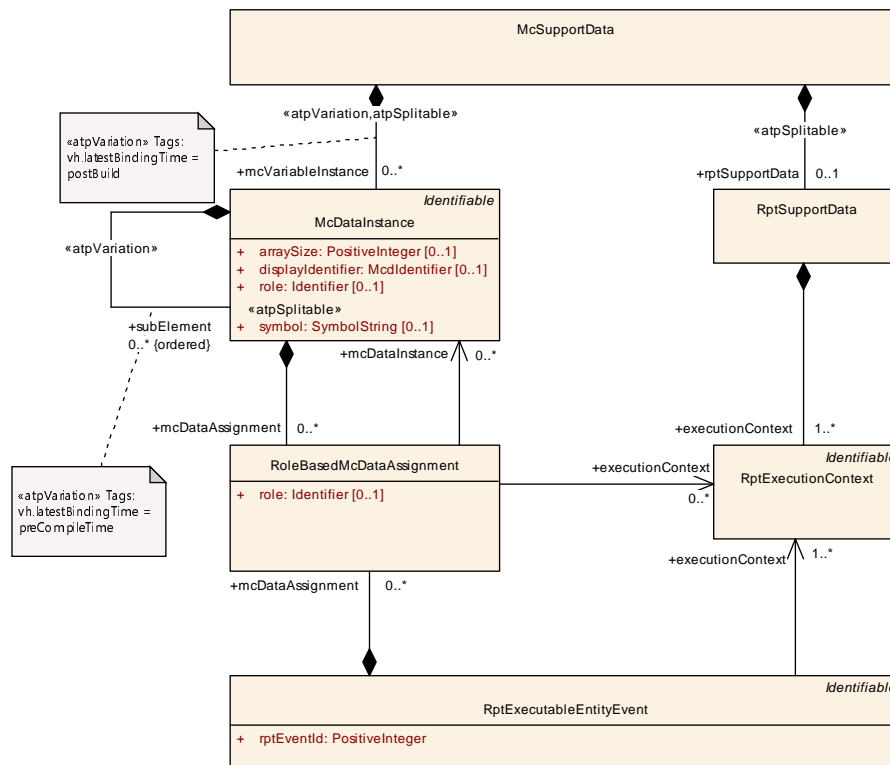 McSupportData
«atpVariation,atpSplitable»
«atpSplitable»
«atpVariation» Tags:
vh.latestBindingTime =
postBuild
+mcVariableInstance 0..*
+rptSupportData 0..1
Identifiable
McDataInstance
+ arraySize: PositiveInteger [0..1]
+ displayIdentifier: McdIdentifier [0..1]
+ role: Identifier [0..1]
«atpSplitable»
+ symbol: SymbolString [0..1]
RptSupportData
«atpVariation»
+subElement
0..* {ordered}
+mcDataInstance 0..*
+mcDataAssignment 0..*
+executionContext 1..*
RoleBasedMcDataAssignment
+ role: Identifier [0..1]
+executionContext
0..*
Identifiable
RptExecutionContext
«atpVariation» Tags:
vh.latestBindingTime =
preCompileTime
+mcDataAssignment 0..*
+executionContext 1..*
Identifiable
RptExecutableEntityEvent
+ rptEventId: PositiveInteger